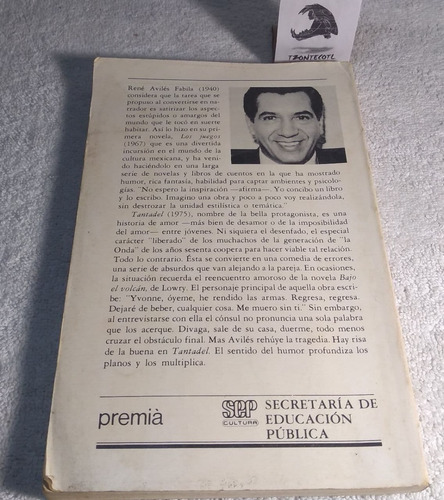 TZONTECOTL
René Avilés Fabila (1940)
considera que la tarea que se
propuso al convertirse en na-
rrador es satirizar los aspec-
tos estúpidos o amargos del
mundo que le tocó en suerte
habitar. Así lo hizo en su pri-
mera novela, Los juegos
(1967) que es una divertida
incursión en el mundo de la
cultura mexicana, y ha veni-
do haciéndolo en una larga
serie de novelas y libros de cuentos en la que ha mostrado
humor, rica fantasía, habilidad para captar ambientes y psicolo-
gías. "No espero la inspiración —afirma—. Yo concibo un libro
y lo escribo. Imagino una obra y poco a poco voy realizándola,
sin destrozar la unidad estilística o temática."
Tantadel (1975), nombre de la bella protagonista, es una
historia de amor —más bien de desamor o de la imposibilidad
del amor— entre jóvenes. Ni siquiera el desenfado, el especial
carácter "liberado" de los muchachos de la generación de "la
Onda" de los años sesenta coopera para hacer viable tal relación.
Todo lo contrario. Ésta se convierte en una comedia de errores,
una serie de absurdos que van alejando a la pareja. En ocasiones,
la situación recuerda el reencuentro amoroso de la novela Bajo
el volcán, de Lowry. El personaje principal de aquella obra escri-
be: "Yvonne, óyeme, he rendido las armas. Regresa, regresa.
Dejaré de beber, cualquier cosa. Me muero sin ti." Sin embargo,
al entrevistarse con ella el cónsul no pronuncia una sola palabra
que los acerque. Divaga, sale de su casa, duerme, todo menos
cruzar el obstáculo final. Mas Avilés rehúye la tragedia. Hay risa
de la buena en Tantadel. El sentido del humor profundiza los
planos y los multiplica.
premià
SEP
CULTURA
SECRETARÍA DE
EDUCACIÓN
PÚBLICA